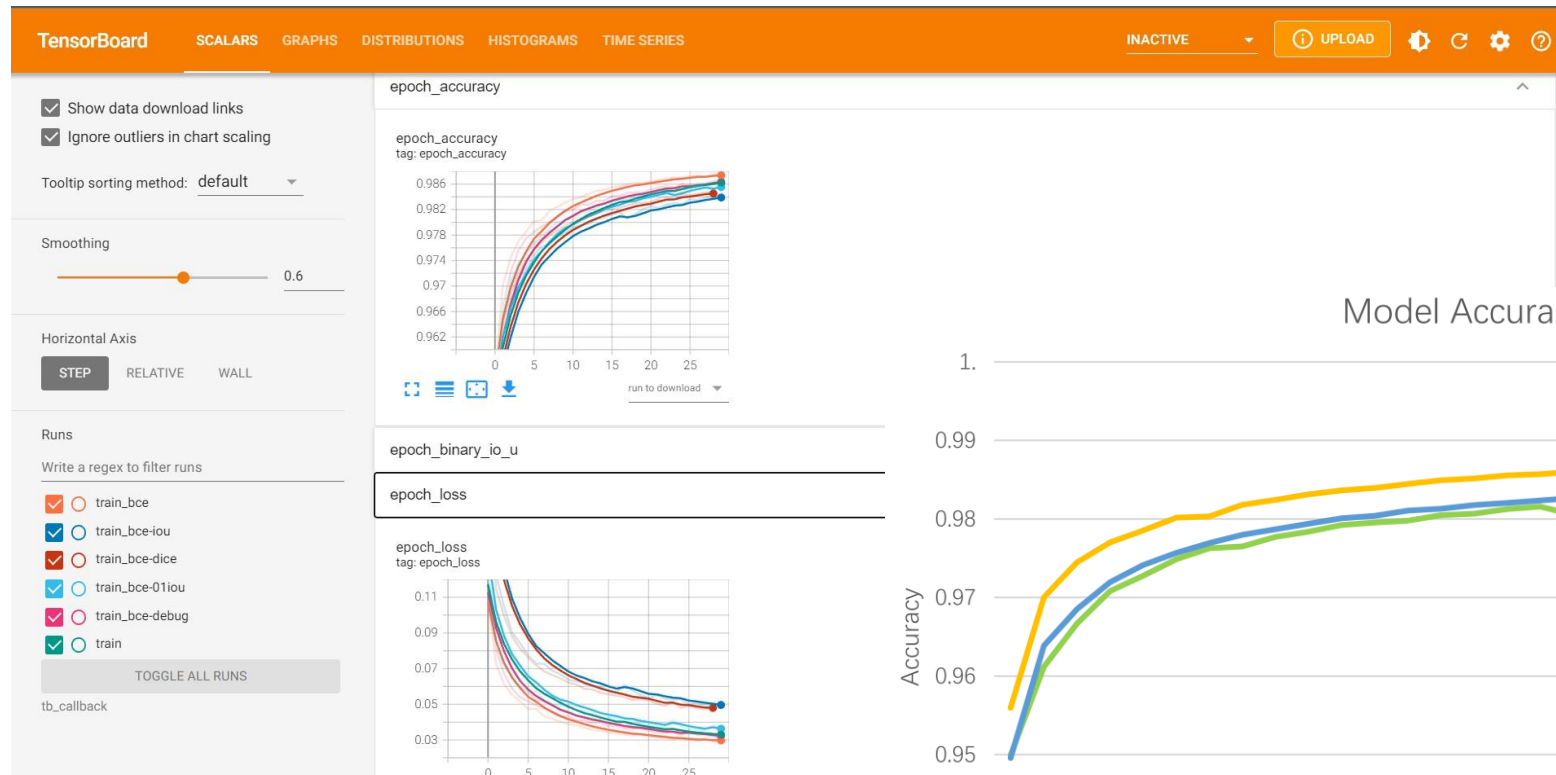 TensorBoard SCALARS GRAPHS DISTRIBUTIONS HISTOGRAMS TIME SERIES INACTIVE UPLOAD
Show data download links
Ignore outliers in chart scaling
Tooltip sorting method: default
Smoothing
0.6
Horizontal Axis
STEP RELATIVE WALL
Runs
Write a regex to filter runs
train_bce
train_bce-iou
train_bce-dice
train_bce-01iou
train_bce-debug
train
TOGGLE ALL RUNS
tb_callback
epoch_accuracy
epoch_accuracy
tag: epoch_accuracy
0.986
0.982
0.978
0.974
0.97
0.966
0.962
0 5 10 15 20 25
run to download
epoch_binary_io_u
epoch_loss
epoch_loss
tag: epoch_loss
0.11
0.09
0.07
0.05
0.03
0 5 10 15 20 25
Model Accura
1.
0.99
0.98
0.97
0.96
0.95
Accuracy